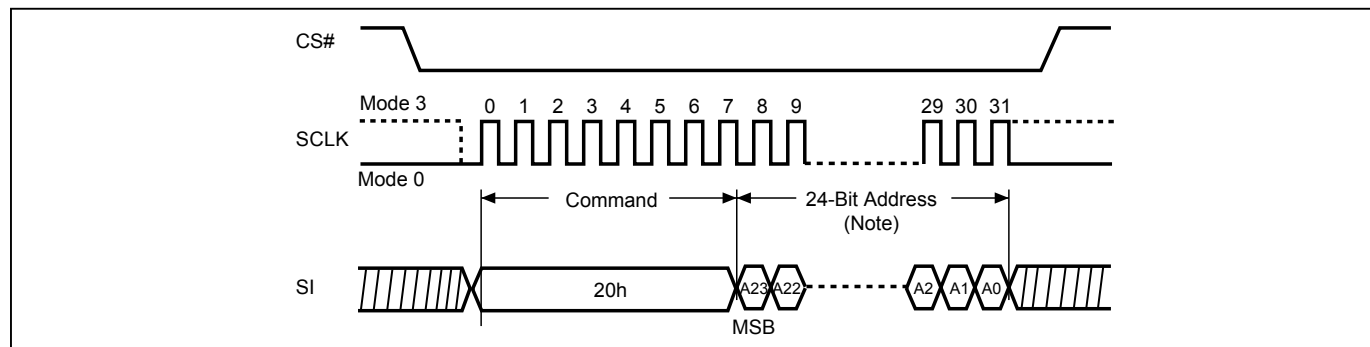 CS#
Mode 3
0 1 2 3 4 5 6 7 8 9 29 30 31
SCLK
Mode 0
Command 24-Bit Address
(Note)
SI 20h A23 A22 A2 A1 A0
MSB